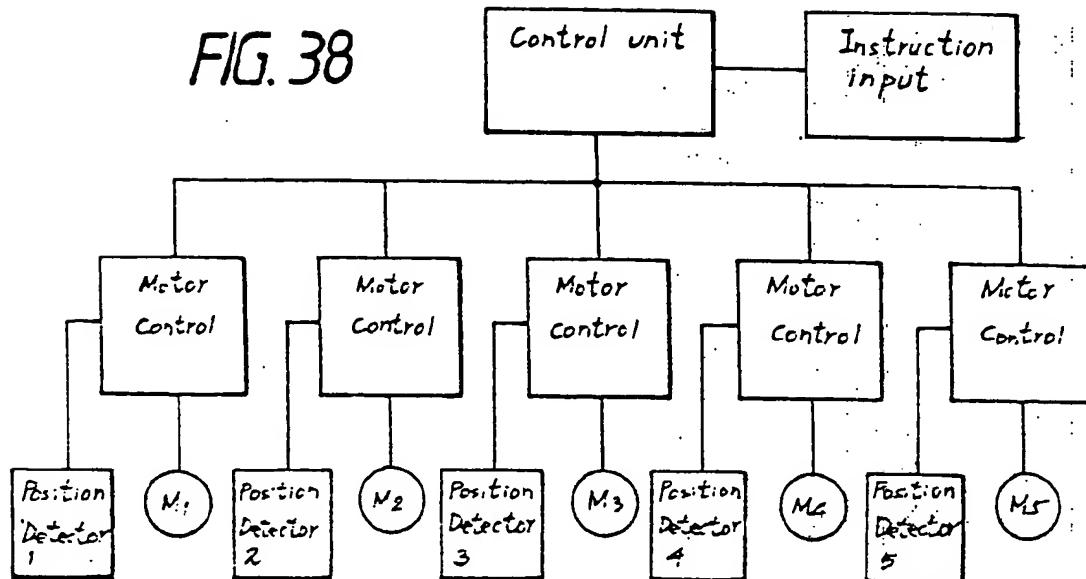 FIG. 38
Control unit
Instruction
input
Motor
Control
Motor
Control
Motor
Control
Motor
Control
Motor
Control
Position
Detector
1
M1
Position
Detector
2
M2
Position
Detector
3
M3
Position
Detector
4
M4
Position
Detector
5
M5